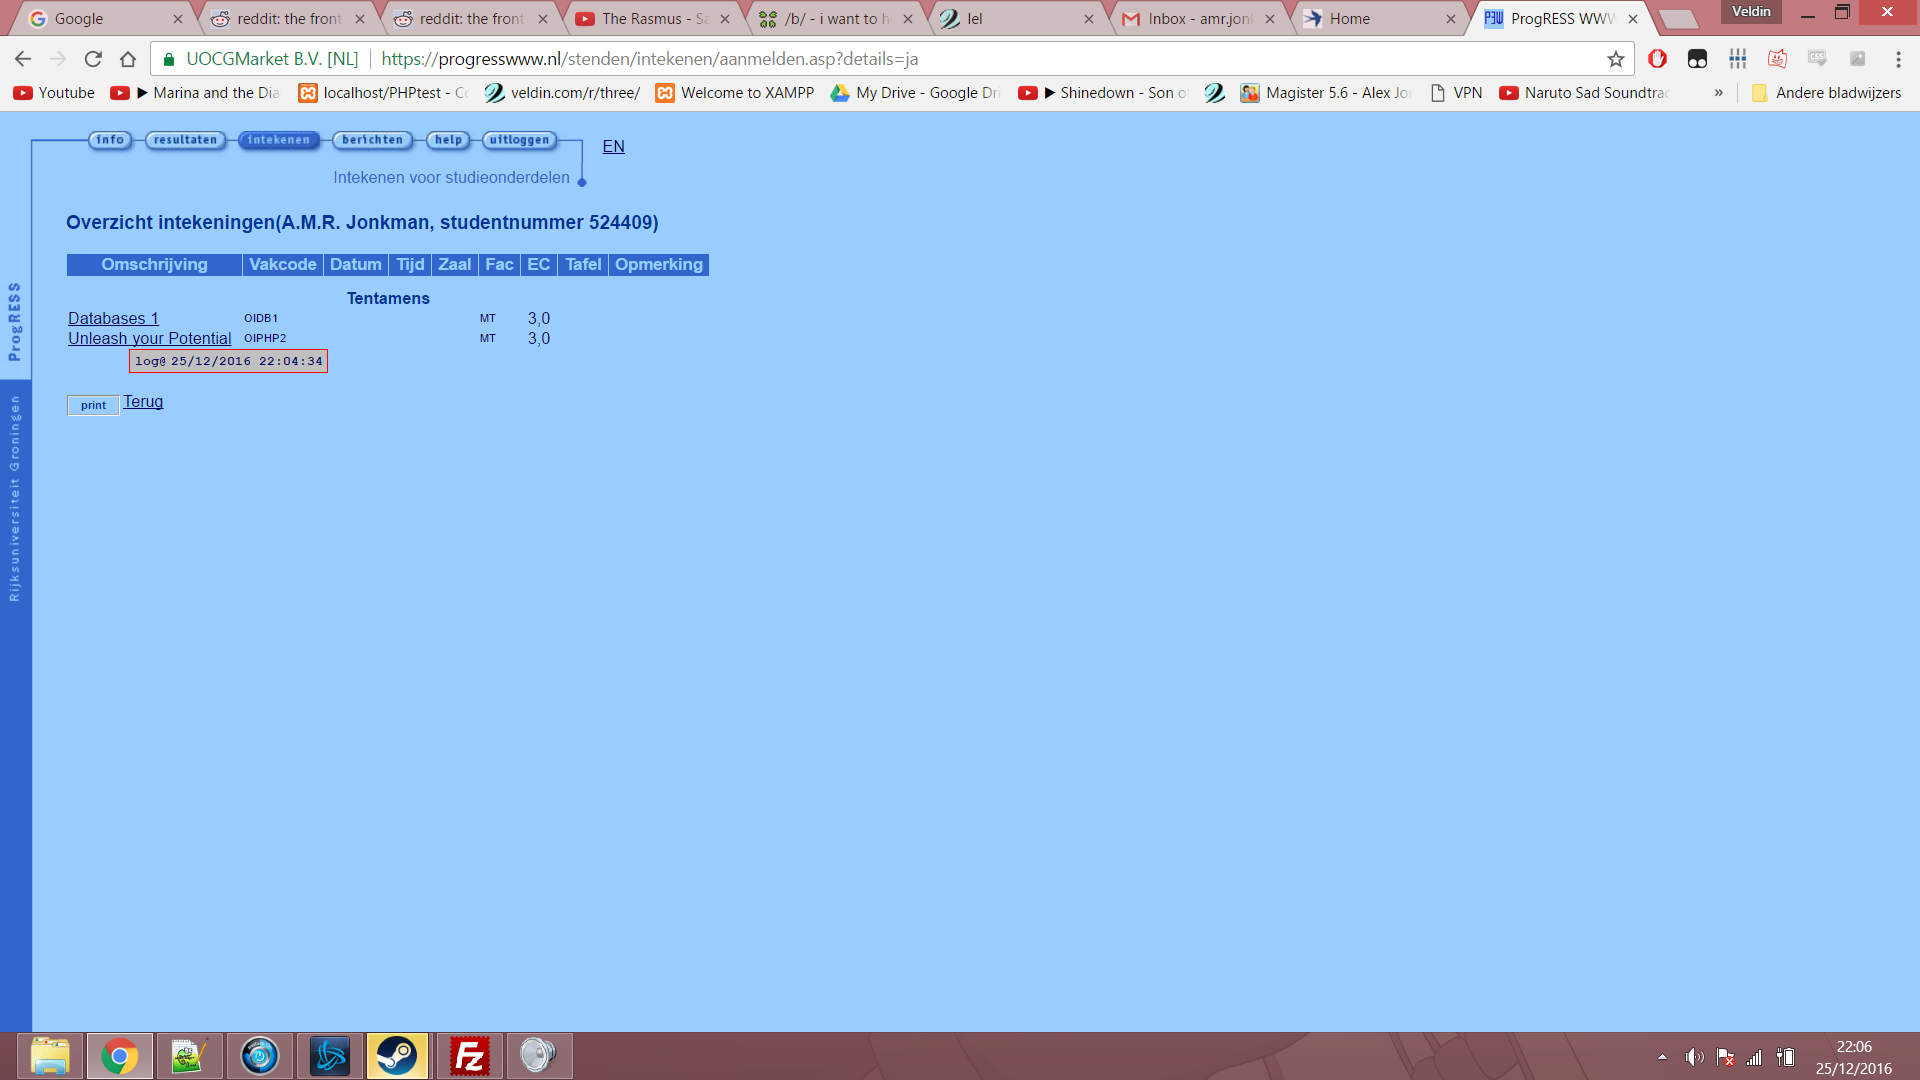 Google
reddit: the front
reddit: the front
The Rasmus - Sa
/b/ - i want to h
lel
Inbox - amr.jonl
Home
ProgRESS WWW
Veldin
UOCGMarket B.V. [NL]
https://progresswww.nl/stenden/intekenen/aanmelden.asp?details=ja
Youtube
Marina and the Dia
localhost/PHPtest - Co
veldin.com/r/three/
Welcome to XAMPP
My Drive - Google Dri
Shinedown - Son o
Magister 5.6 - Alex Jo
VPN
Naruto Sad Soundtrac
»
Andere bladwijzers
info resultaten intekenen berichten help uitloggen
EN
Intekenen voor studieonderdelen
Overzicht intekeningen(A.M.R. Jonkman, studentnummer 524409)
Omschrijving Vakcode Datum Tijd Zaal Fac EC Tafel Opmerking
Tentamens
Databases 1 OIDB1 MT 3,0
Unleash your Potential OIPHP2 MT 3,0
log@ 25/12/2016 22:04:34
print Terug
ProgRESS
Rijksuniversiteit Groningen
22:06
25/12/2016